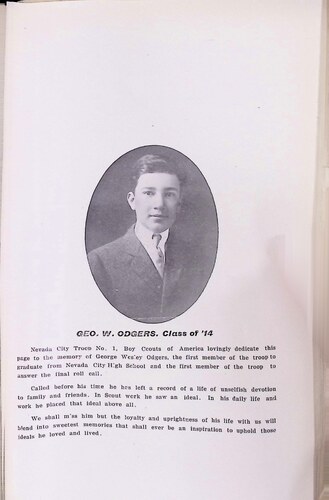 GEO. W. ODGERS. Class of '14
Nevada City Troop No. 1, Boy Scouts of America lovingly dedicate this
page to the memory of George Wesley Odgers, the first member of the troop to
graduate from Nevada City High School and the first member of the troop to
answer the final roll call.
Called before his time he has left a record of a life of unselfish devotion
to family and friends. In Scout work he saw an ideal. In his daily life and
work he placed that ideal above all.
We shall miss him but the loyalty and uprightness of his life with us will
blend into sweetest memories that shall ever be an inspiration to uphold those
ideals he loved and lived.